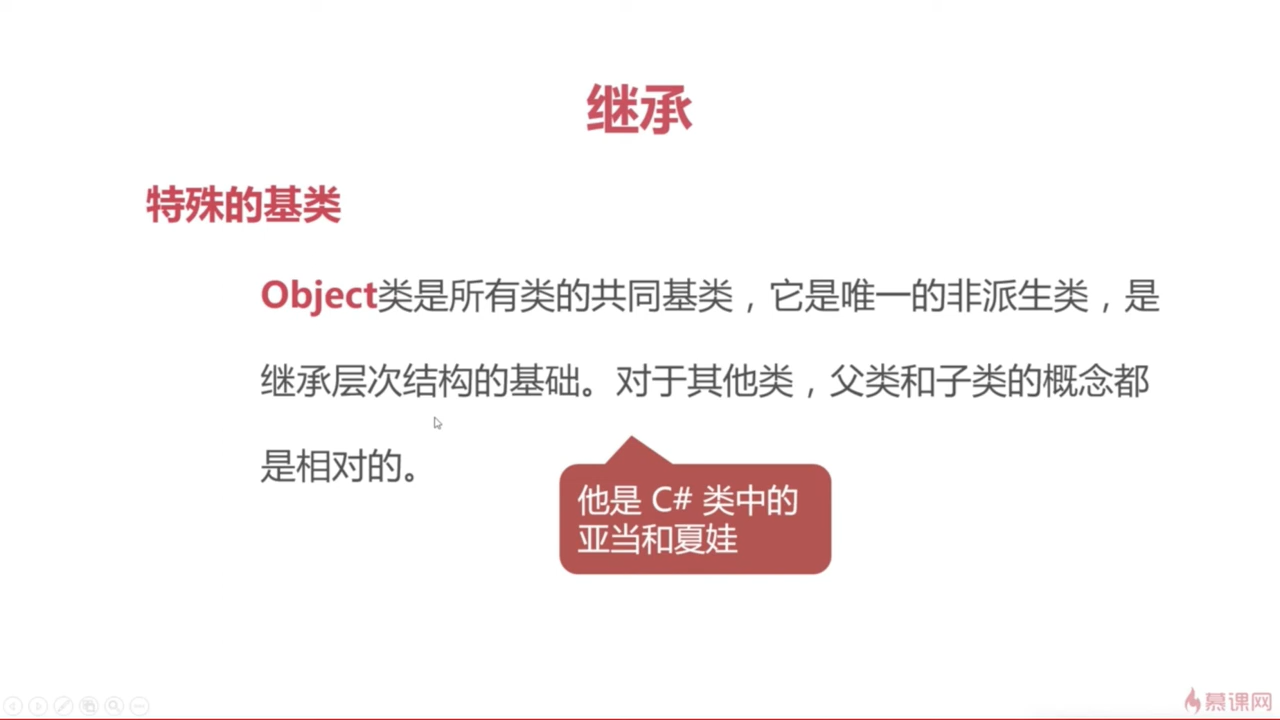 继承
特殊的基类
Object类是所有类的共同基类，它是唯一的非派生类，是
继承层次结构的基础。对于其他类，父类和子类的概念都
是相对的。
他是 C# 类中的
亚当和夏娃
慕课网